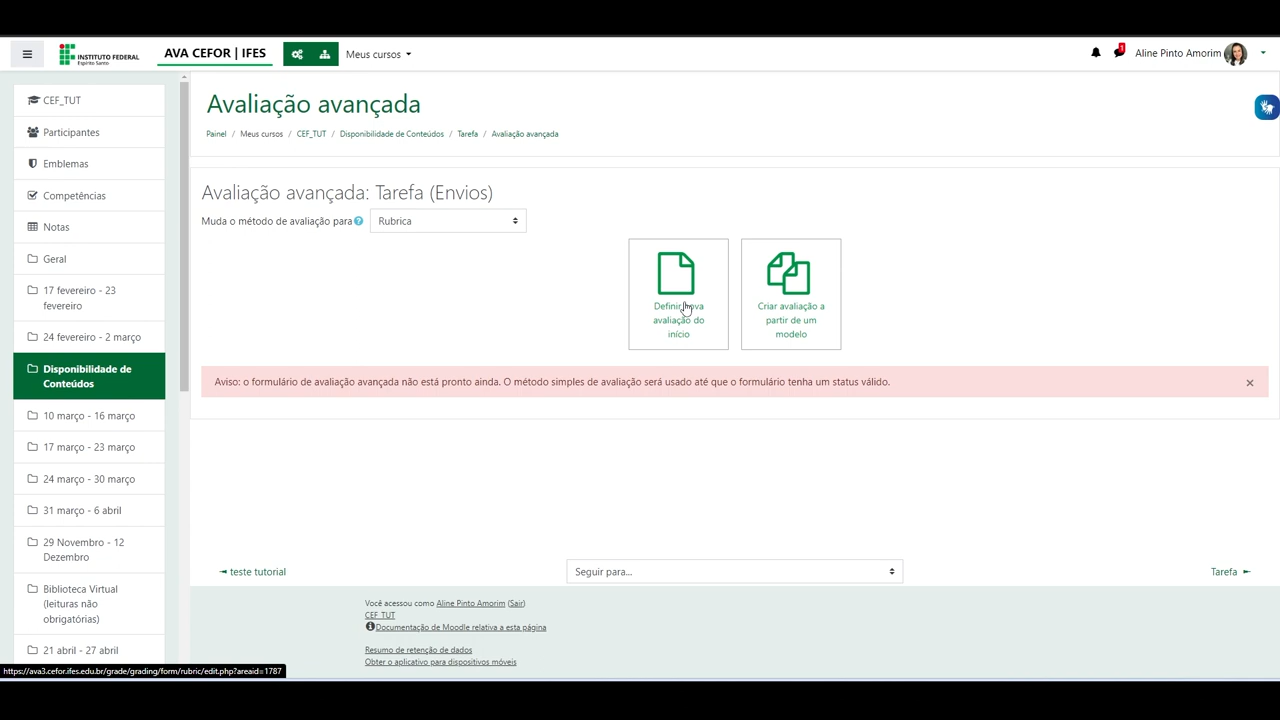 INSTITUTO FEDERAL
Espírito Santo
AVA CEFOR | IFES
Meus cursos
1
Aline Pinto Amorim
CEF_TUT
Participantes
Emblemas
Competências
Notas
Geral
17 fevereiro - 23
fevereiro
24 fevereiro - 2 março
Disponibilidade de
Conteúdos
10 março - 16 março
17 março - 23 março
24 março - 30 março
31 março - 6 abril
29 Novembro - 12
Dezembro
Biblioteca Virtual
(leituras não
obrigatórias)
21 abril - 27 abril
Avaliação avançada
Painel / Meus cursos / CEF_TUT / Disponibilidade de Conteúdos / Tarefa / Avaliação avançada
Avaliação avançada: Tarefa (Envios)
Muda o método de avaliação para
Rubrica
Definir nova
avaliação do
início
Criar avaliação a
partir de um
modelo
Aviso: o formulário de avaliação avançada não está pronto ainda. O método simples de avaliação será usado até que o formulário tenha um status válido.
×
◄ teste tutorial
Seguir para...
Tarefa ►
Você acessou como Aline Pinto Amorim (Sair)
CEF_TUT
Documentação de Moodle relativa a esta página
Resumo de retenção de dados
Obter o aplicativo para dispositivos móveis
https://ava3.cefor.ifes.edu.br/grade/grading/form/rubric/edit.php?areaid=1787